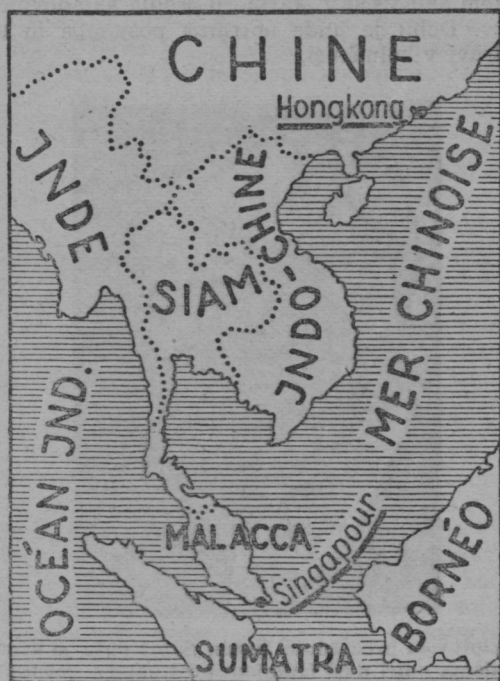 CHINE
Hongkong
JNDE
JNDO-CHINE
SIAM
MER CHINOISE
OCÉAN JND.
MALACCA
Singapour
BORNÉO
SUMATRA